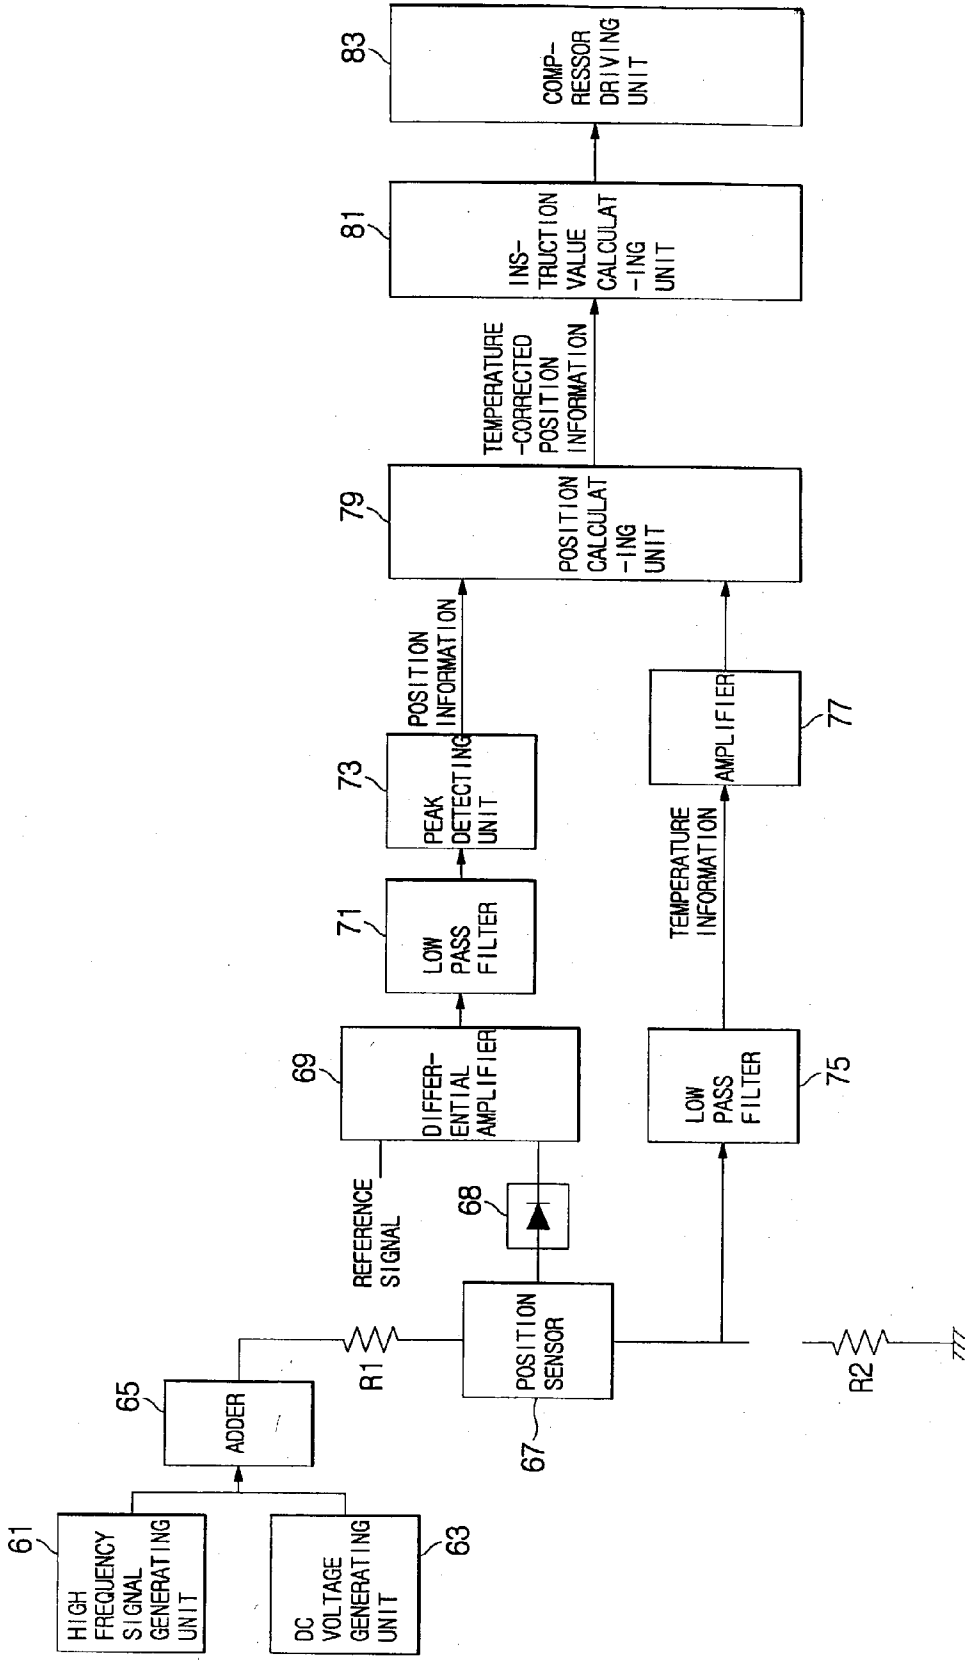 61
HIGH
FREQUENCY
SIGNAL
GENERATING
UNIT
DC
VOLTAGE
GENERATING
UNIT
63
65
ADDER
R1
POSITION
SENSOR
67
R2
REFERENCE
SIGNAL
68
69
DIFFER-
ENTIAL
AMPLIFIER
71
LOW
PASS
FILTER
73
PEAK
DETECTING
UNIT
POSITION
INFORMATION
LOW
PASS
FILTER
75
TEMPERATURE
INFORMATION
AMPLIFIER
77
79
POSITION
CALCULAT
-ING
UNIT
TEMPERATURE
-CORRECTED
POSITION
INFORMATION
81
INS-
TRUCTION
VALUE
CALCULAT
-ING
UNIT
83
COMP-
RESSOR
DRIVING
UNIT